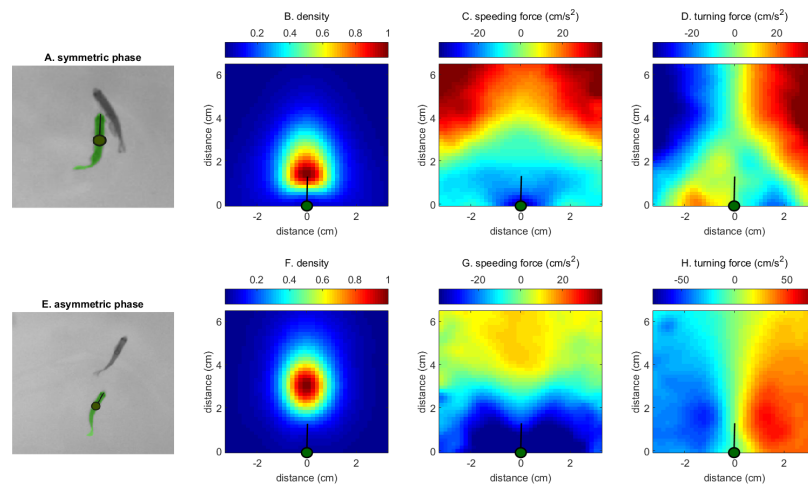 A. symmetric phase
B. density
0.2 0.4 0.6 0.8 1
distance (cm)
6
4
2
0
-2 0 2
distance (cm)
C. speeding force (cm/s²)
-20 0 20
distance (cm)
6
4
2
0
-2 0 2
distance (cm)
D. turning force (cm/s²)
-20 0 20
distance (cm)
6
4
2
0
-2 0 2
distance (cm)
E. asymmetric phase
F. density
0.2 0.4 0.6 0.8 1
distance (cm)
6
4
2
0
-2 0 2
distance (cm)
G. speeding force (cm/s²)
-20 0 20
distance (cm)
6
4
2
0
-2 0 2
distance (cm)
H. turning force (cm/s²)
-50 0 50
distance (cm)
6
4
2
0
-2 0 2
distance (cm)